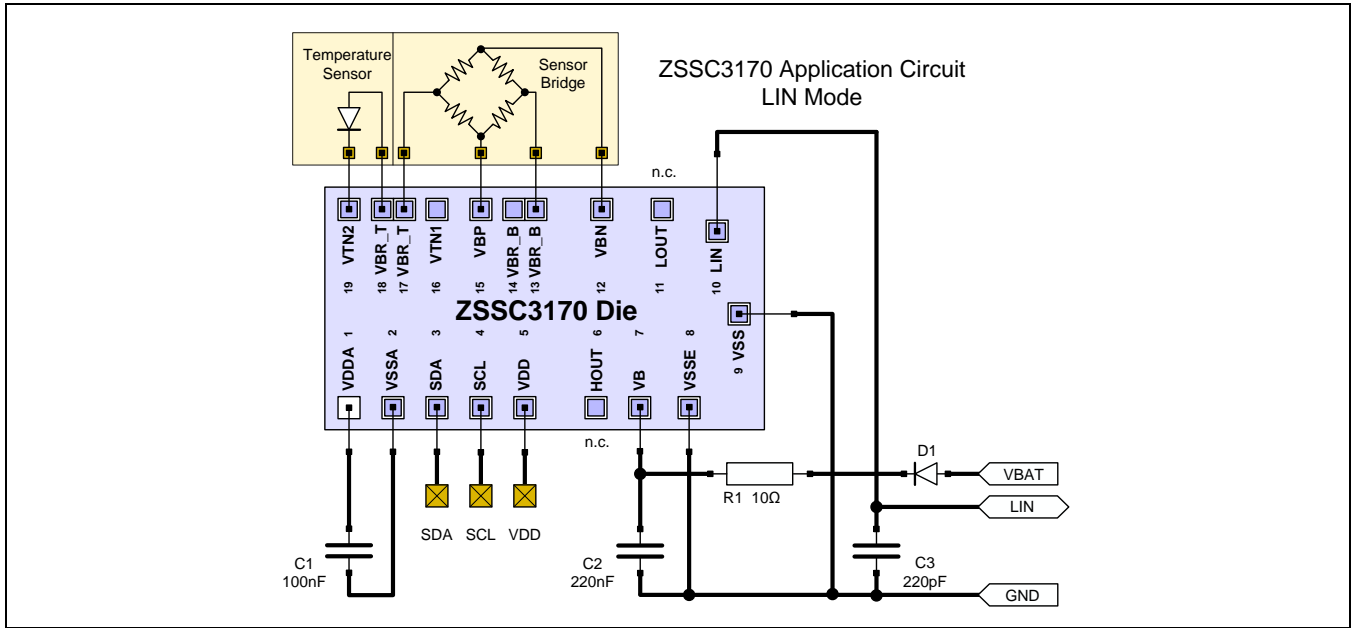 Temperature
Sensor
Sensor
Bridge
ZSSC3170 Application Circuit
LIN Mode
n.c.
VTN2
VBR_T
VBR_T
VTN1
VBP
VBR_B
VBR_B
VBN
LOUT
LIN
19
18
17
16
15
14
13
12
11
10
ZSSC3170 Die
1
2
3
4
5
6
7
8
9 VSS
VDDA
VSSA
SDA
SCL
VDD
HOUT
VB
VSSE
n.c.
D1
VBAT
R1 10Ω
LIN
SDA SCL VDD
C1
100nF
C2
220nF
C3
220pF
GND